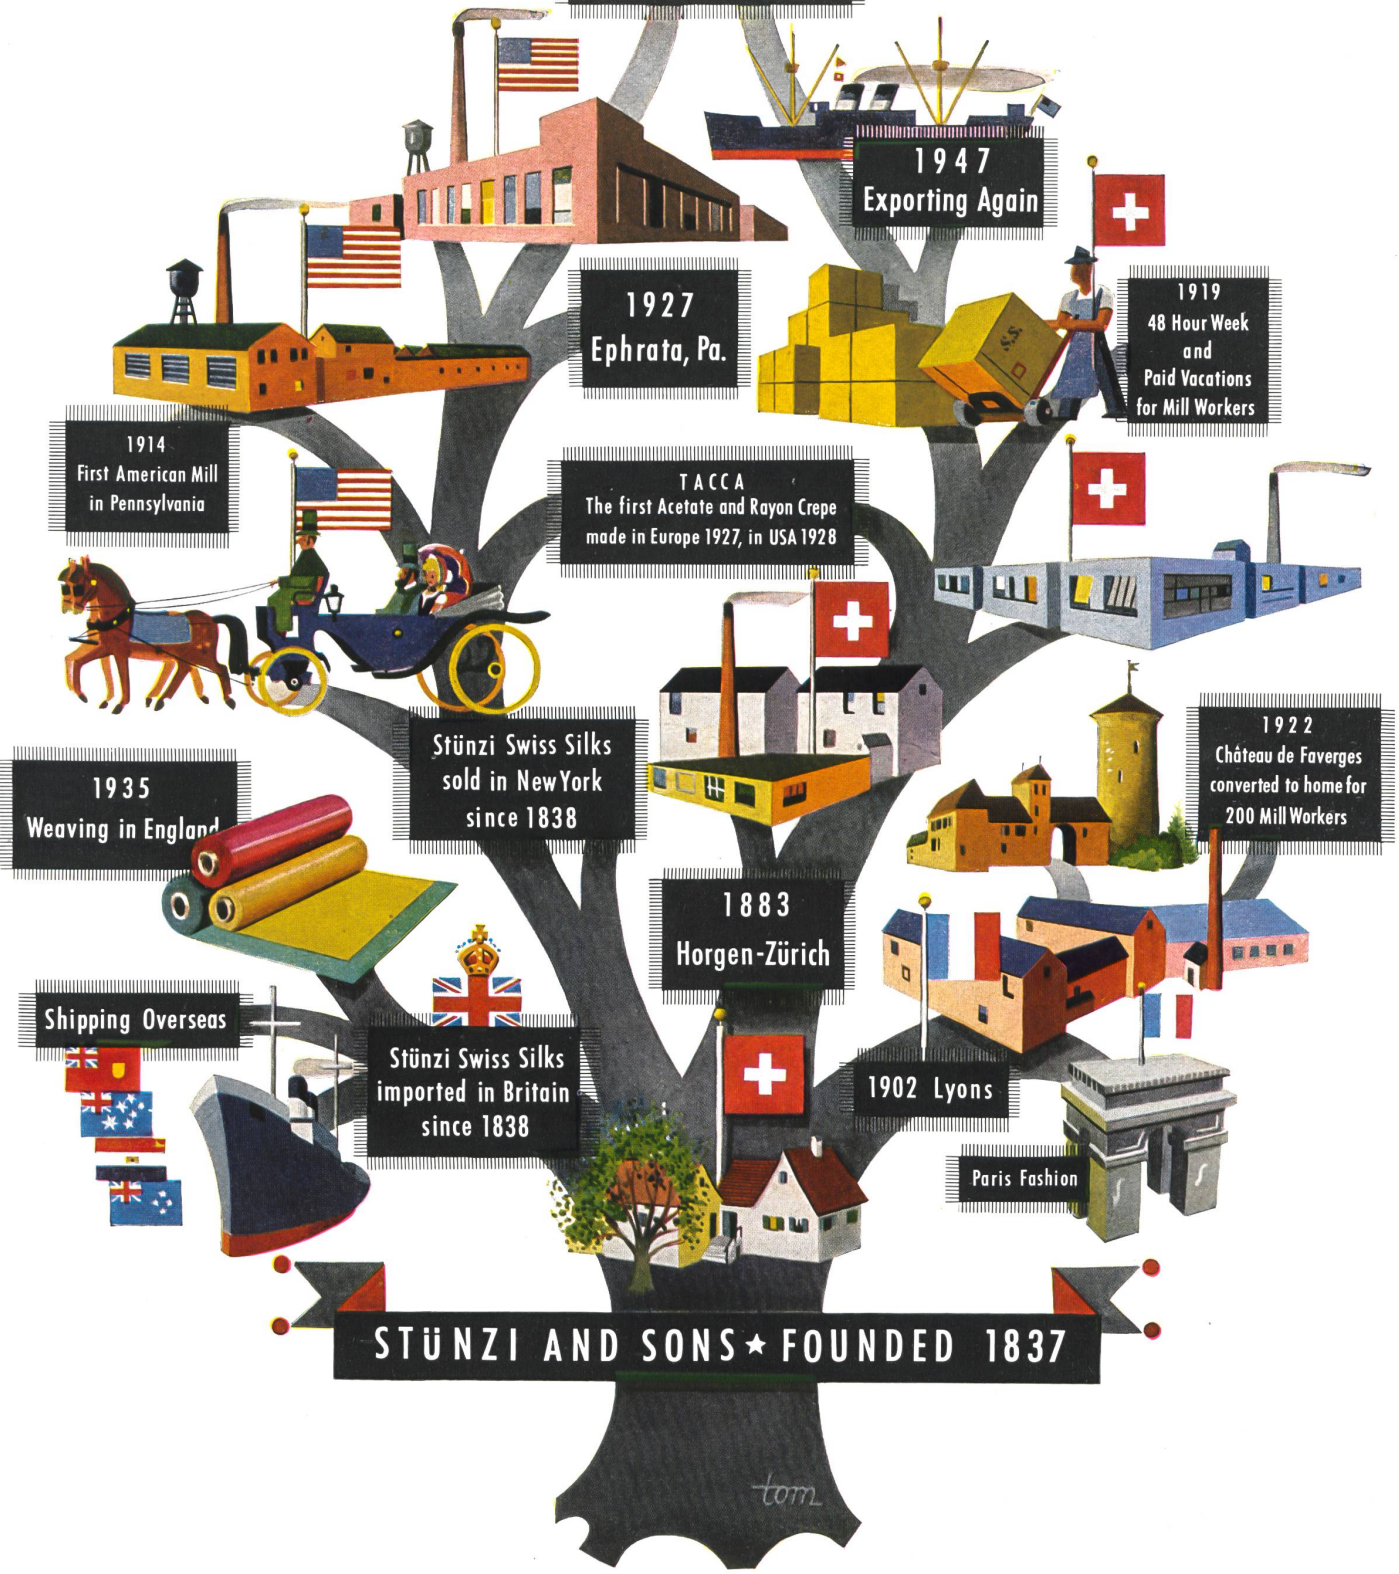 1947
Exporting Again
1927
Ephrata, Pa.
S.S.
1919
48 Hour Week
and
Paid Vacations
for Mill Workers
1914
First American Mill
in Pennsylvania
TACCA
The first Acetate and Rayon Crepe
made in Europe 1927, in USA 1928
Stünzi Swiss Silks
sold in New York
since 1838
1922
Château de Faverges
converted to home for
200 Mill Workers
1935
Weaving in England
1883
Horgen-Zürich
Shipping Overseas
Stünzi Swiss Silks
imported in Britain
since 1838
1902 Lyons
Paris Fashion
STÜNZI AND SONS★FOUNDED 1837
tom